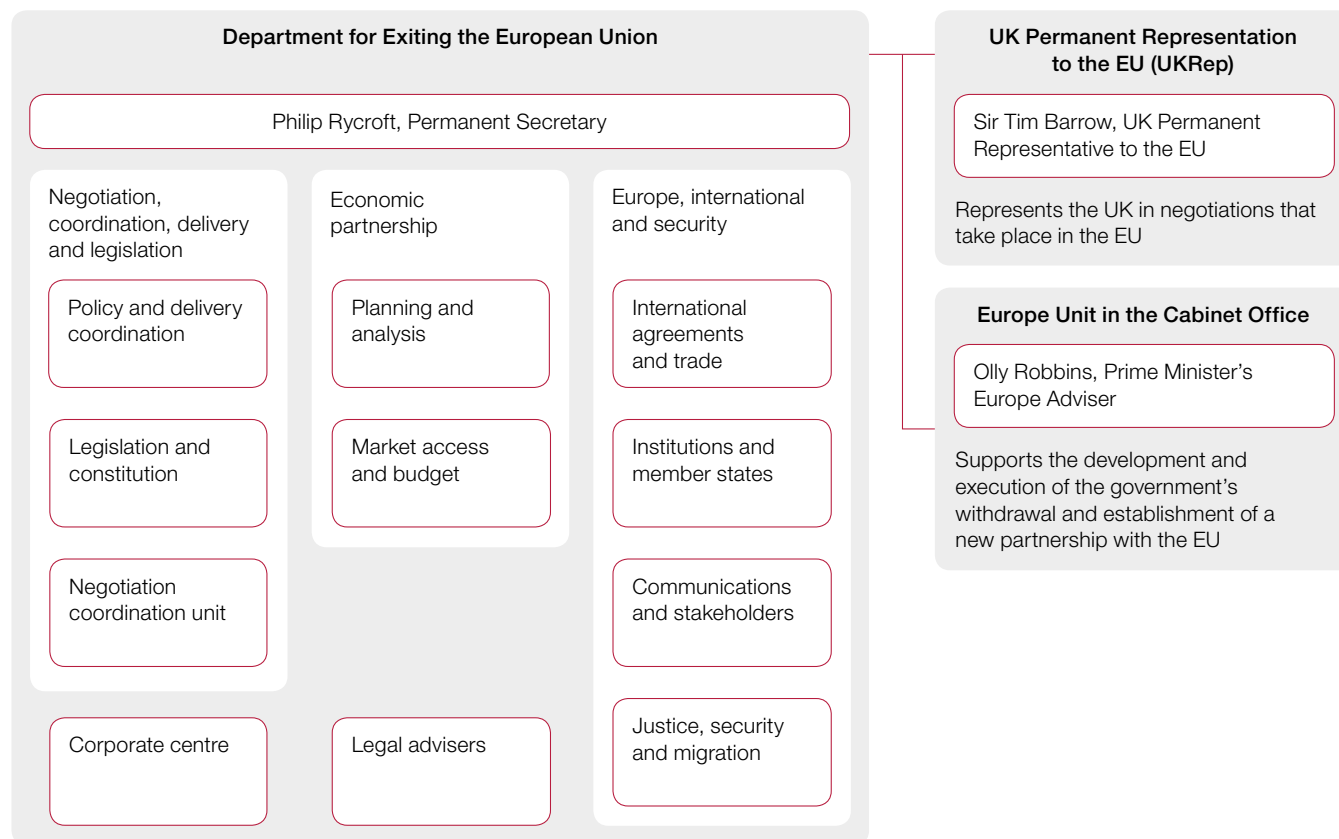 Department for Exiting the European Union
Philip Rycroft, Permanent Secretary
Negotiation,
coordination, delivery
and legislation
Policy and delivery
coordination
Legislation and
constitution
Negotiation
coordination unit
Corporate centre
Economic
partnership
Planning and
analysis
Market access
and budget
Legal advisers
Europe, international
and security
International
agreements
and trade
Institutions and
member states
Communications
and stakeholders
Justice, security
and migration
UK Permanent Representation
to the EU (UKRep)
Sir Tim Barrow, UK Permanent
Representative to the EU
Represents the UK in negotiations that
take place in the EU
Europe Unit in the Cabinet Office
Olly Robbins, Prime Minister’s
Europe Adviser
Supports the development and
execution of the government’s
withdrawal and establishment of a
new partnership with the EU